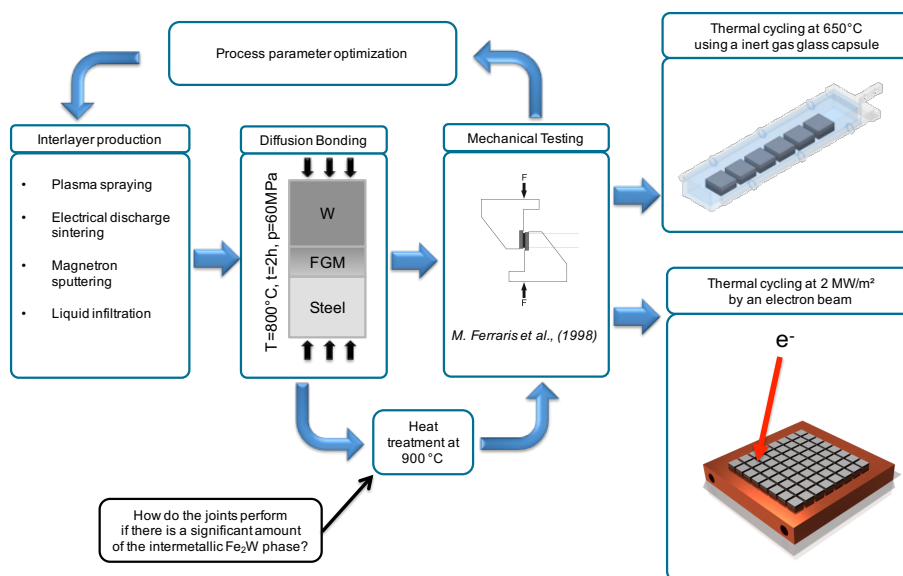 Process parameter optimization
Thermal cycling at 650°C
using a inert gas glass capsule
Interlayer production
• Plasma spraying
• Electrical discharge
sintering
• Magnetron
sputtering
• Liquid infiltration
Diffusion Bonding
T=800°C, t=2h, p=60MPa
W
FGM
Steel
Mechanical Testing
F
F
M. Ferraris et al., (1998)
Thermal cycling at 2 MW/m²
by an electron beam
e⁻
Heat
treatment at
900 °C
How do the joints perform
if there is a significant amount
of the intermetallic Fe₂W phase?